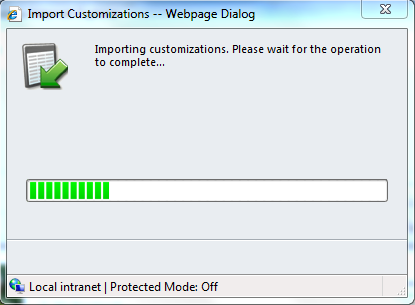 Import Customizations -- Webpage Dialog
Importing customizations. Please wait for the operation
to complete...
Local intranet | Protected Mode: Off